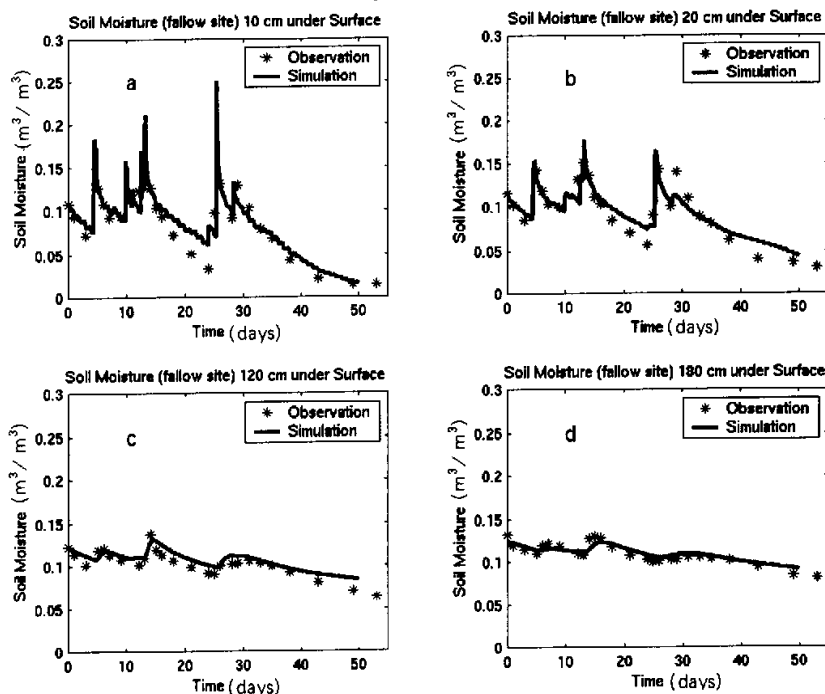 Soil Moisture (fallow site) 10 cm under Surface
0.3
0.25
0.2
0.15
0.1
0.05
0
Soil Moisture (m³/m³)
a
Observation
Simulation
0 10 20 30 40 50
Time (days)
Soil Moisture (fallow site) 20 cm under Surface
0.3
0.25
0.2
0.15
0.1
0.05
0
Soil Moisture (m³/m³)
b
Observation
Simulation
0 10 20 30 40 50
Time (days)
Soil Moisture (fallow site) 120 cm under Surface
0.3
0.25
0.2
0.15
0.1
0.05
0
Soil Moisture (m³/m³)
c
Observation
Simulation
0 10 20 30 40 50
Time (days)
Soil Moisture (fallow site) 180 cm under Surface
0.3
0.25
0.2
0.15
0.1
0.05
0
Soil Moisture (m³/m³)
d
Observation
Simulation
0 10 20 30 40 50
Time (days)